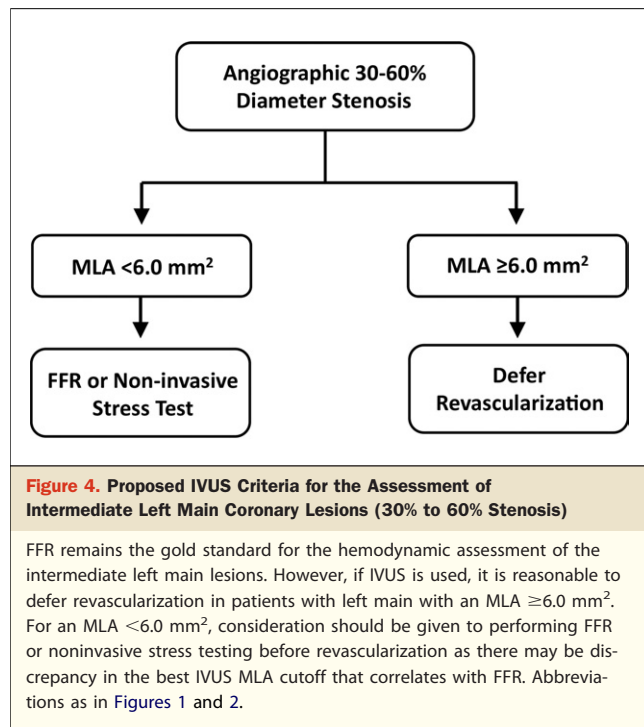 Angiographic 30-60%
Diameter Stenosis
MLA <6.0 mm²
MLA ≥6.0 mm²
FFR or Non-invasive
Stress Test
Defer
Revascularization
Figure 4. Proposed IVUS Criteria for the Assessment of
Intermediate Left Main Coronary Lesions (30% to 60% Stenosis)
FFR remains the gold standard for the hemodynamic assessment of the
intermediate left main lesions. However, if IVUS is used, it is reasonable to
defer revascularization in patients with left main with an MLA ≥6.0 mm².
For an MLA <6.0 mm², consideration should be given to performing FFR
or noninvasive stress testing before revascularization as there may be dis-
crepancy in the best IVUS MLA cutoff that correlates with FFR. Abbrevia-
tions as in Figures 1 and 2.